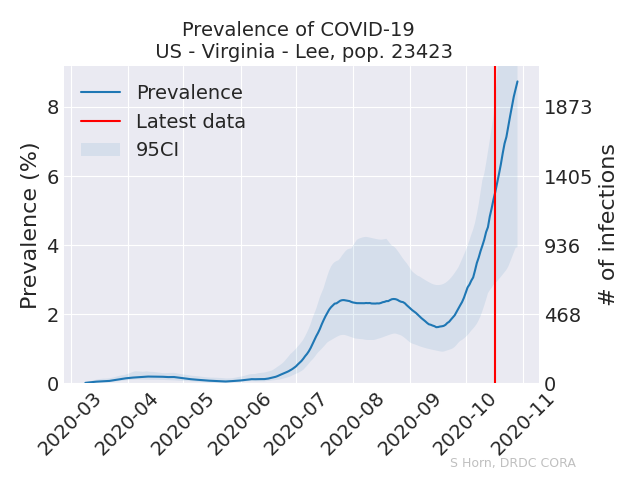 Prevalence of COVID-19
US - Virginia - Lee, pop. 23423
Prevalence
Latest data
95CI
Prevalence (%)
8
6
4
2
0
1873
1405
936
468
0
# of infections
2020-03
2020-04
2020-05
2020-06
2020-07
2020-08
2020-09
2020-10
2020-11
S Horn, DRDC CORA